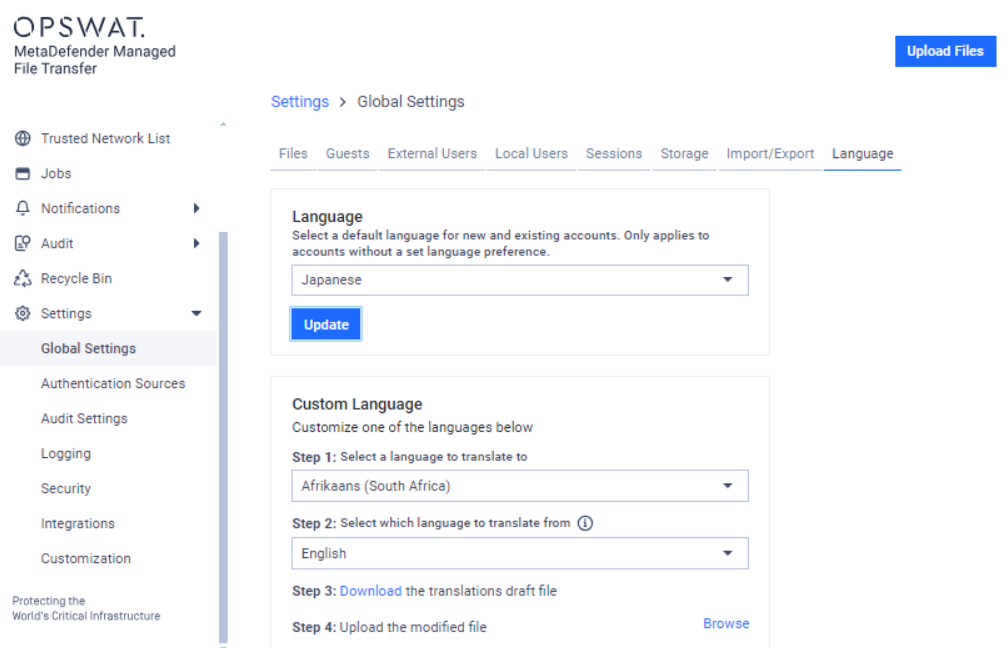 OPSWAT.
MetaDefender Managed
File Transfer
Upload Files
Settings > Global Settings
Trusted Network List
Jobs
Notifications
Audit
Recycle Bin
Settings
Global Settings
Authentication Sources
Audit Settings
Logging
Security
Integrations
Customization
Protecting the
World's Critical Infrastructure
Files Guests External Users Local Users Sessions Storage Import/Export Language
Language
Select a default language for new and existing accounts. Only applies to
accounts without a set language preference.
Japanese
Update
Custom Language
Customize one of the languages below
Step 1: Select a language to translate to
Afrikaans (South Africa)
Step 2: Select which language to translate from
English
Step 3: Download the translations draft file
Step 4: Upload the modified file Browse